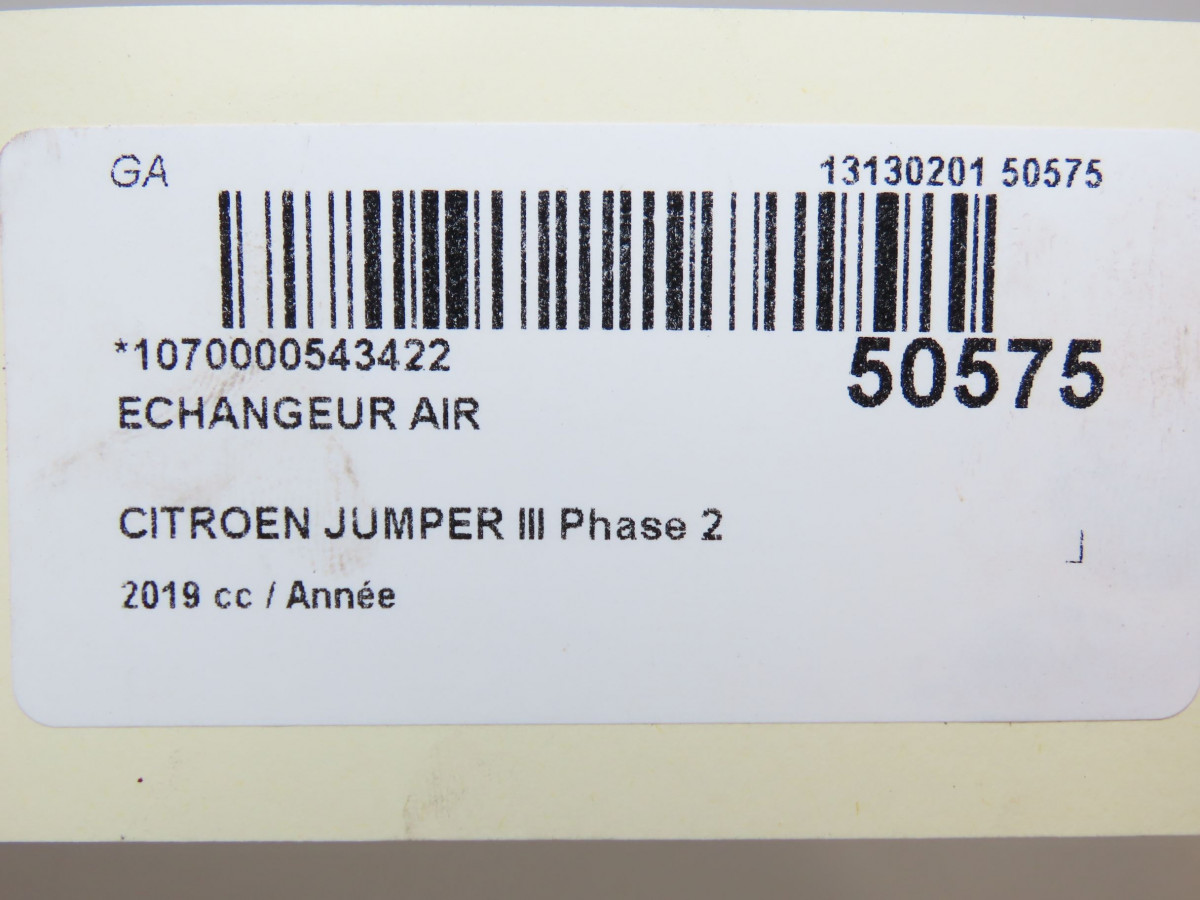 GA 13130201 50575
*1070000543422 50575
ECHANGEUR AIR
CITROEN JUMPER III Phase 2
2019 cc / Année